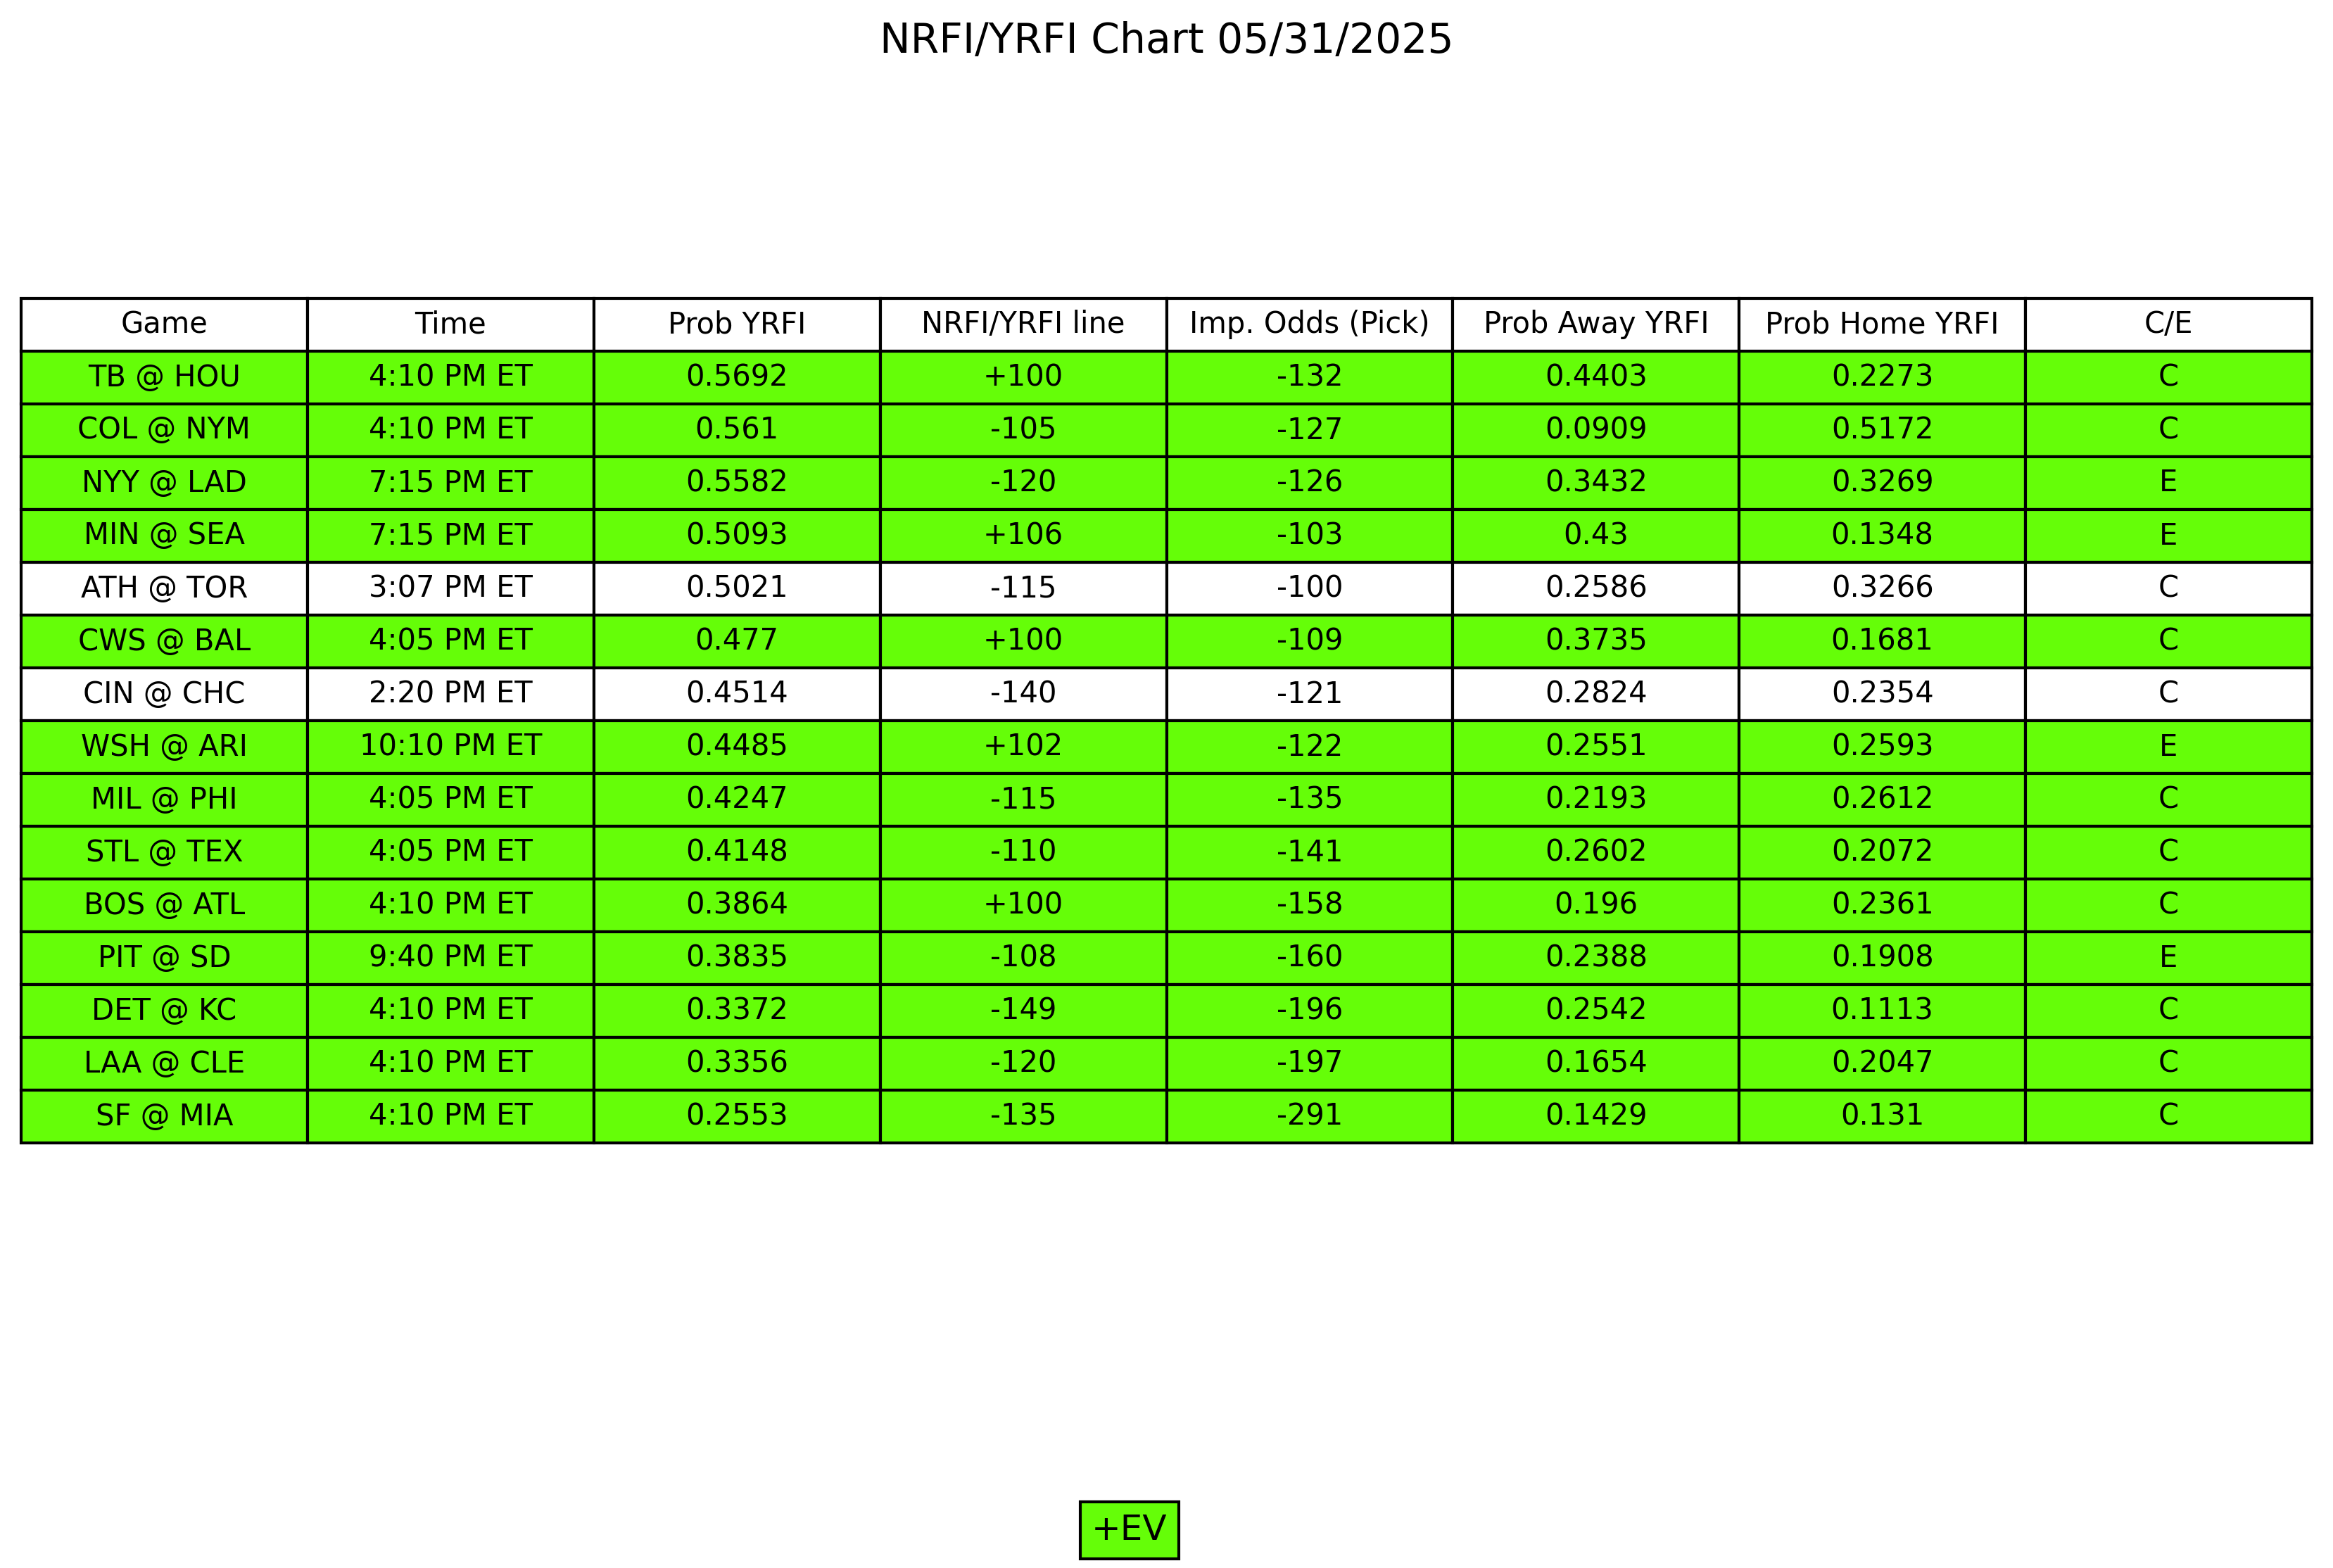 NRFI/YRFI Chart 05/31/2025
Game Time Prob YRFI NRFI/YRFI line Imp. Odds (Pick) Prob Away YRFI Prob Home YRFI C/E
TB @ HOU 4:10 PM ET 0.5692 +100 -132 0.4403 0.2273 C
COL @ NYM 4:10 PM ET 0.561 -105 -127 0.0909 0.5172 C
NYY @ LAD 7:15 PM ET 0.5582 -120 -126 0.3432 0.3269 E
MIN @ SEA 7:15 PM ET 0.5093 +106 -103 0.43 0.1348 E
ATH @ TOR 3:07 PM ET 0.5021 -115 -100 0.2586 0.3266 C
CWS @ BAL 4:05 PM ET 0.477 +100 -109 0.3735 0.1681 C
CIN @ CHC 2:20 PM ET 0.4514 -140 -121 0.2824 0.2354 C
WSH @ ARI 10:10 PM ET 0.4485 +102 -122 0.2551 0.2593 E
MIL @ PHI 4:05 PM ET 0.4247 -115 -135 0.2193 0.2612 C
STL @ TEX 4:05 PM ET 0.4148 -110 -141 0.2602 0.2072 C
BOS @ ATL 4:10 PM ET 0.3864 +100 -158 0.196 0.2361 C
PIT @ SD 9:40 PM ET 0.3835 -108 -160 0.2388 0.1908 E
DET @ KC 4:10 PM ET 0.3372 -149 -196 0.2542 0.1113 C
LAA @ CLE 4:10 PM ET 0.3356 -120 -197 0.1654 0.2047 C
SF @ MIA 4:10 PM ET 0.2553 -135 -291 0.1429 0.131 C
+EV